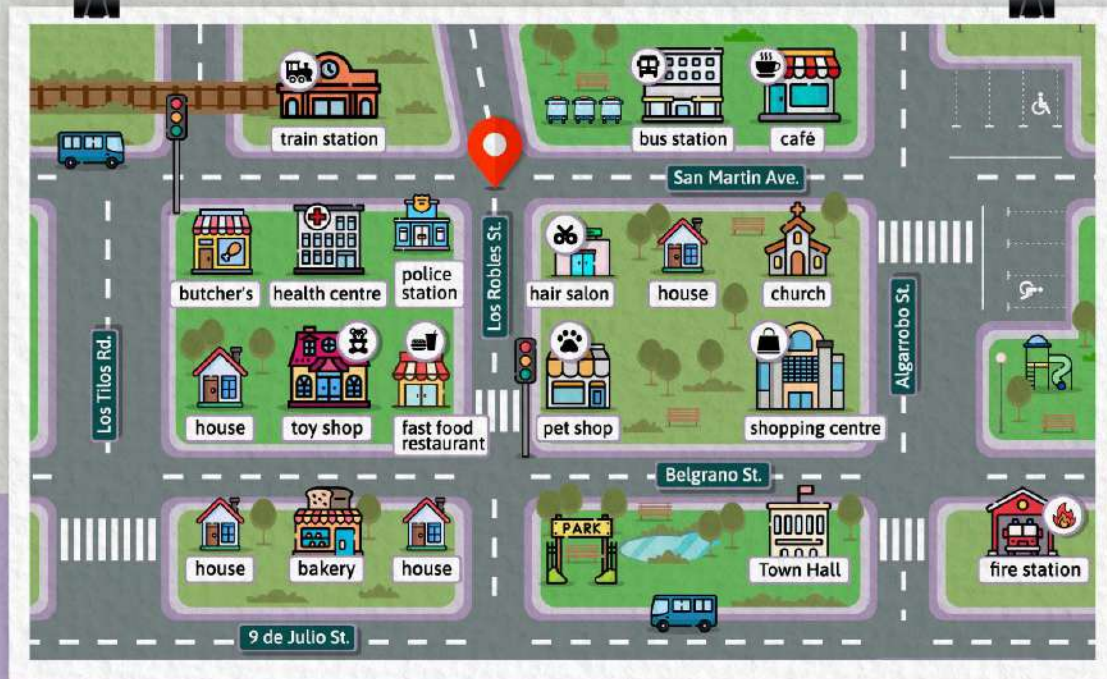 train station
bus station
café
San Martin Ave.
butcher's
health centre
police
station
Los Robles St.
hair salon
house
church
Los Tilos Rd.
Algarrobo St.
house
toy shop
fast food
restaurant
pet shop
shopping centre
Belgrano St.
house
bakery
house
PARK
Town Hall
fire station
9 de Julio St.